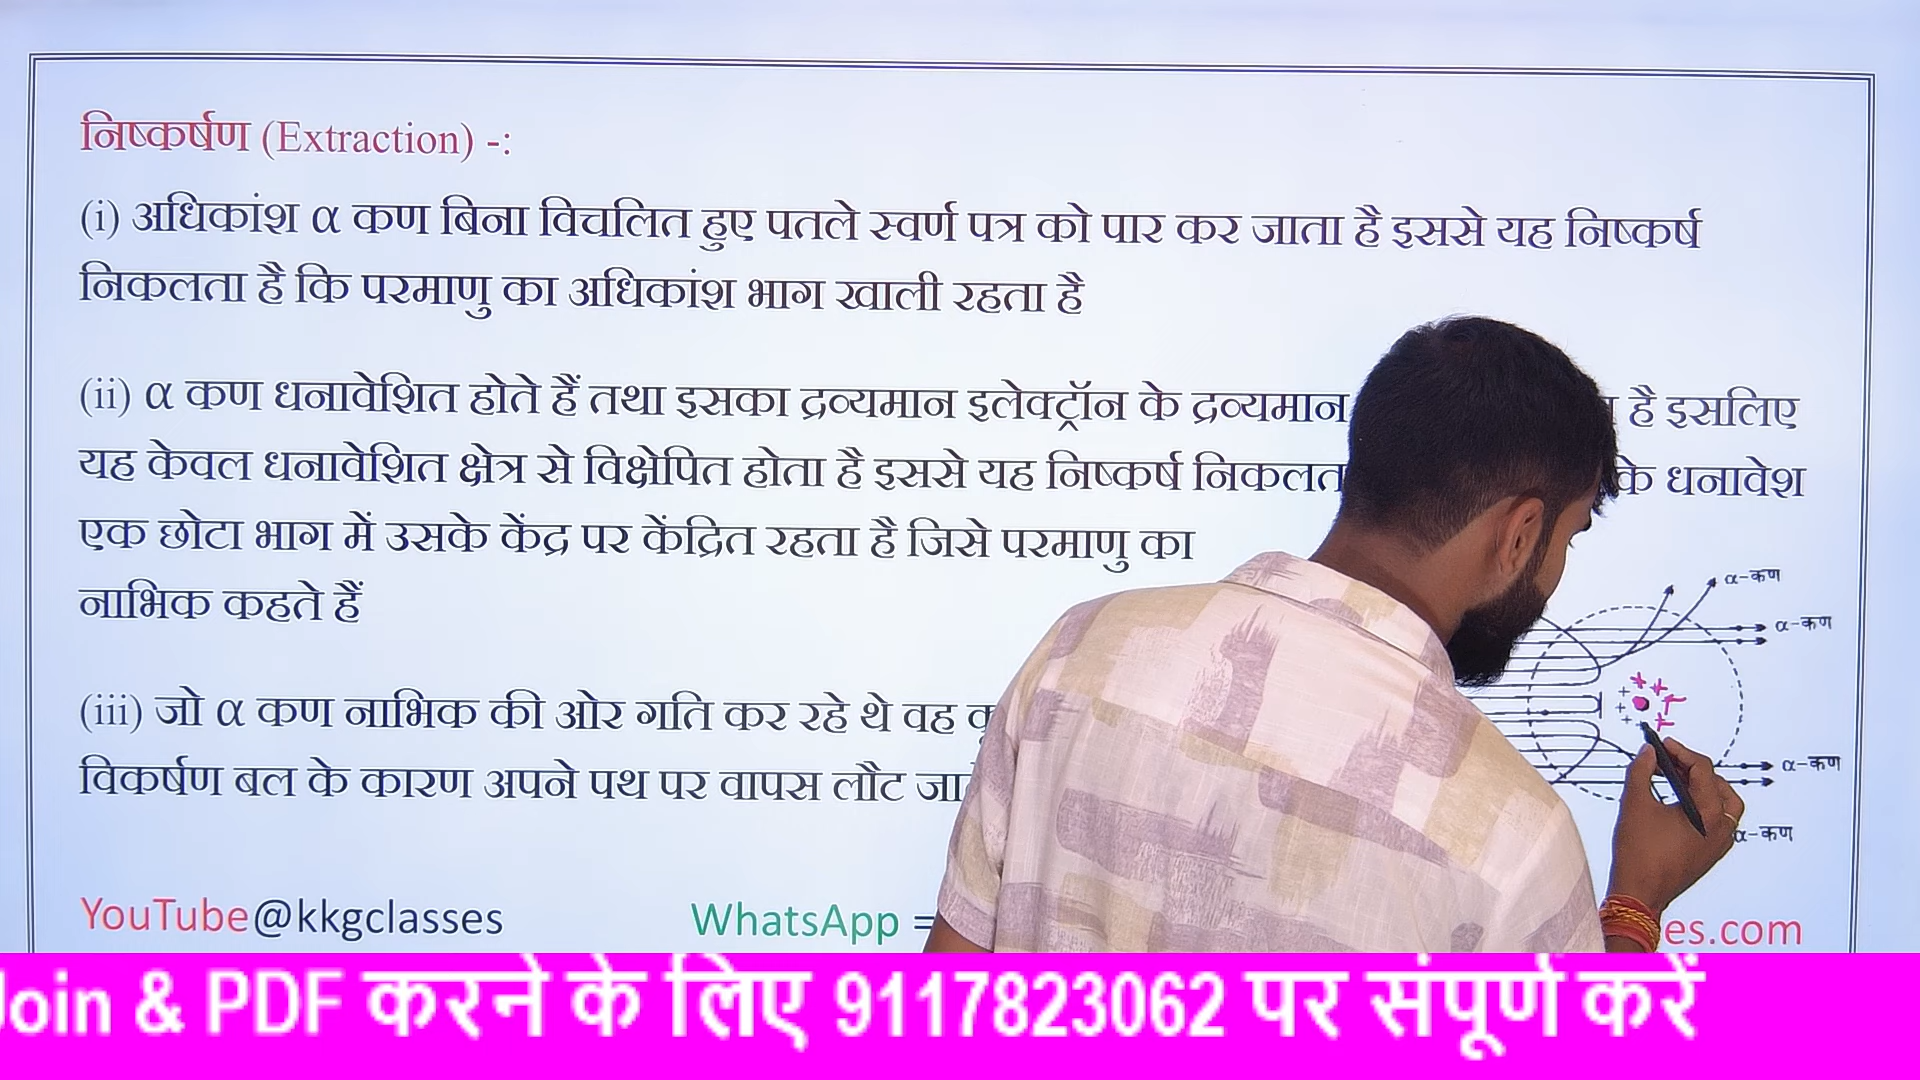 निष्कर्षण (Extraction) -:
(i) अधिकांश α कण बिना विचलित हुए पतले स्वर्ण पत्र को पार कर जाता है इससे यह निष्कर्ष
निकलता है कि परमाणु का अधिकांश भाग खाली रहता है
(ii) α कण धनावेशित होते हैं तथा इसका द्रव्यमान इलेक्ट्रॉन के द्रव्यमान है इसलिए
यह केवल धनावेशित क्षेत्र से विक्षेपित होता है इससे यह निष्कर्ष के धनावेश
एक छोटा भाग में उसके केंद्र पर केंद्रित रहता है जिसे परमाणु का
नाभिक कहते हैं
α-कण
α-कण
(iii) जो α कण नाभिक की ओर गति कर रहे थे वह
विकर्षण बल के कारण अपने पथ पर वापस लौट
α-कण
α-कण
YouTube@kkgclasses WhatsApp = es.com
Join & PDF करने के लिए 9117823062 पर संपूर्ण करें